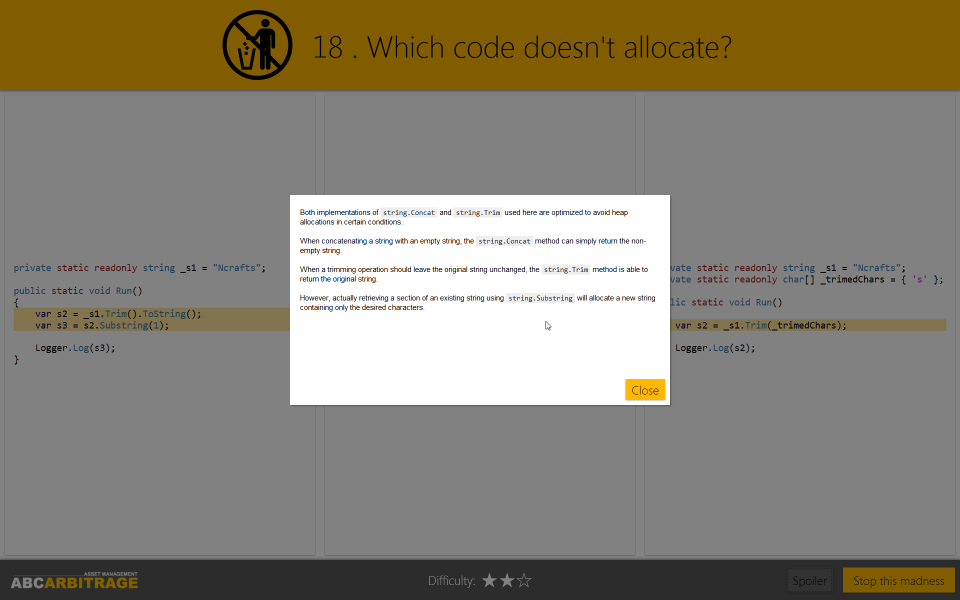 18 . Which code doesn't allocate?
private static readonly string _s1 = "Ncrafts";
public static void Run()
{
var s2 = _s1.Trim().ToString();
var s3 = s2.Substring(1);
Logger.Log(s3);
}
Both implementations of string.Concat and string.Trim used here are optimized to avoid heap
allocations in certain conditions.
When concatenating a string with an empty string, the string.Concat method can simply return the non-
empty string.
When a trimming operation should leave the original string unchanged, the string.Trim method is able to
return the original string.
However, actually retrieving a section of an existing string using string.Substring will allocate a new string
containing only the desired characters.
Close
vate static readonly string _s1 = "Ncrafts";
vate static readonly char[] _trimedChars = { 's' };
lic static void Run()
var s2 = _s1.Trim(_trimedChars);
Logger.Log(s2);
ASSET MANAGEMENT
ABCARBITRAGE
Difficulty:
Spoiler
Stop this madness